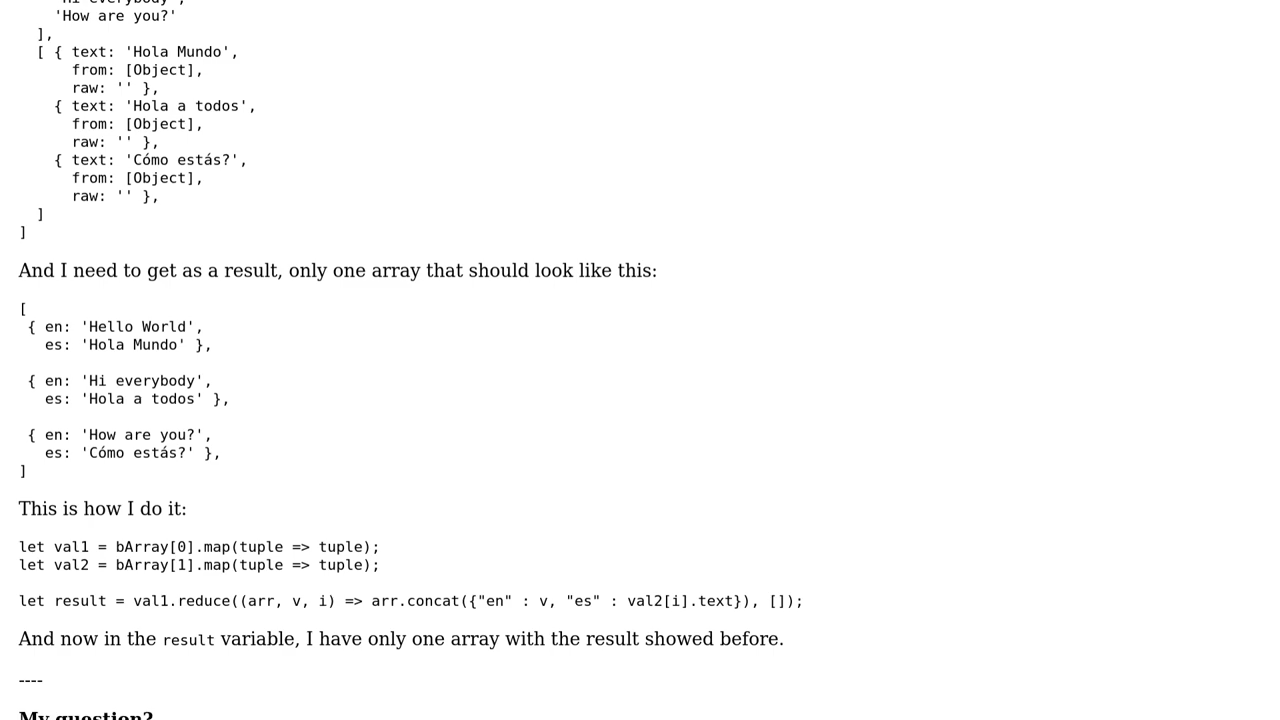 'Hi everybody',
'How are you?'
],
[ { text: 'Hola Mundo',
from: [Object],
raw: '' },
{ text: 'Hola a todos',
from: [Object],
raw: '' },
{ text: 'Cómo estás?',
from: [Object],
raw: '' },
]
]
And I need to get as a result, only one array that should look like this:
[
{ en: 'Hello World',
es: 'Hola Mundo' },
{ en: 'Hi everybody',
es: 'Hola a todos' },
{ en: 'How are you?',
es: 'Cómo estás?' },
]
This is how I do it:
let val1 = bArray[0].map(tuple => tuple);
let val2 = bArray[1].map(tuple => tuple);
let result = val1.reduce((arr, v, i) => arr.concat({"en" : v, "es" : val2[i].text}), []);
And now in the result variable, I have only one array with the result showed before.
----
My question?